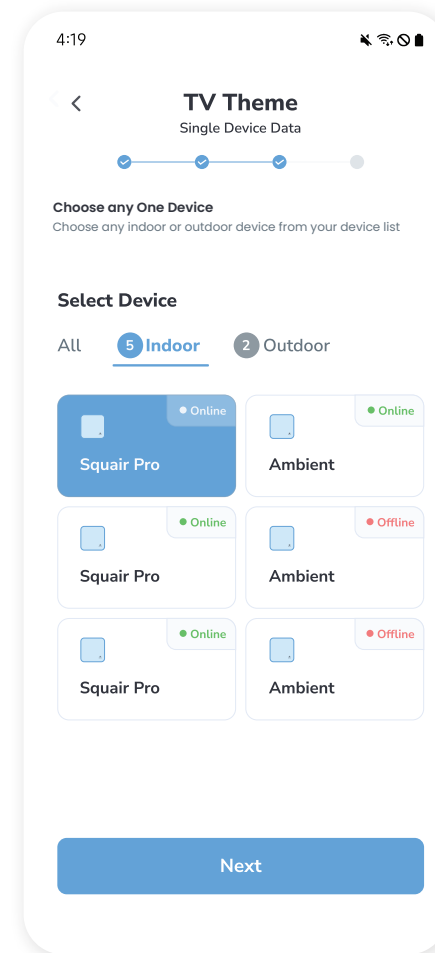 4:19
TV Theme
Single Device Data
Choose any One Device
Choose any indoor or outdoor device from your device list
Select Device
All 5 Indoor 2 Outdoor
Online Online
Squair Pro Ambient
Online Offline
Squair Pro Ambient
Online Offline
Squair Pro Ambient
Next